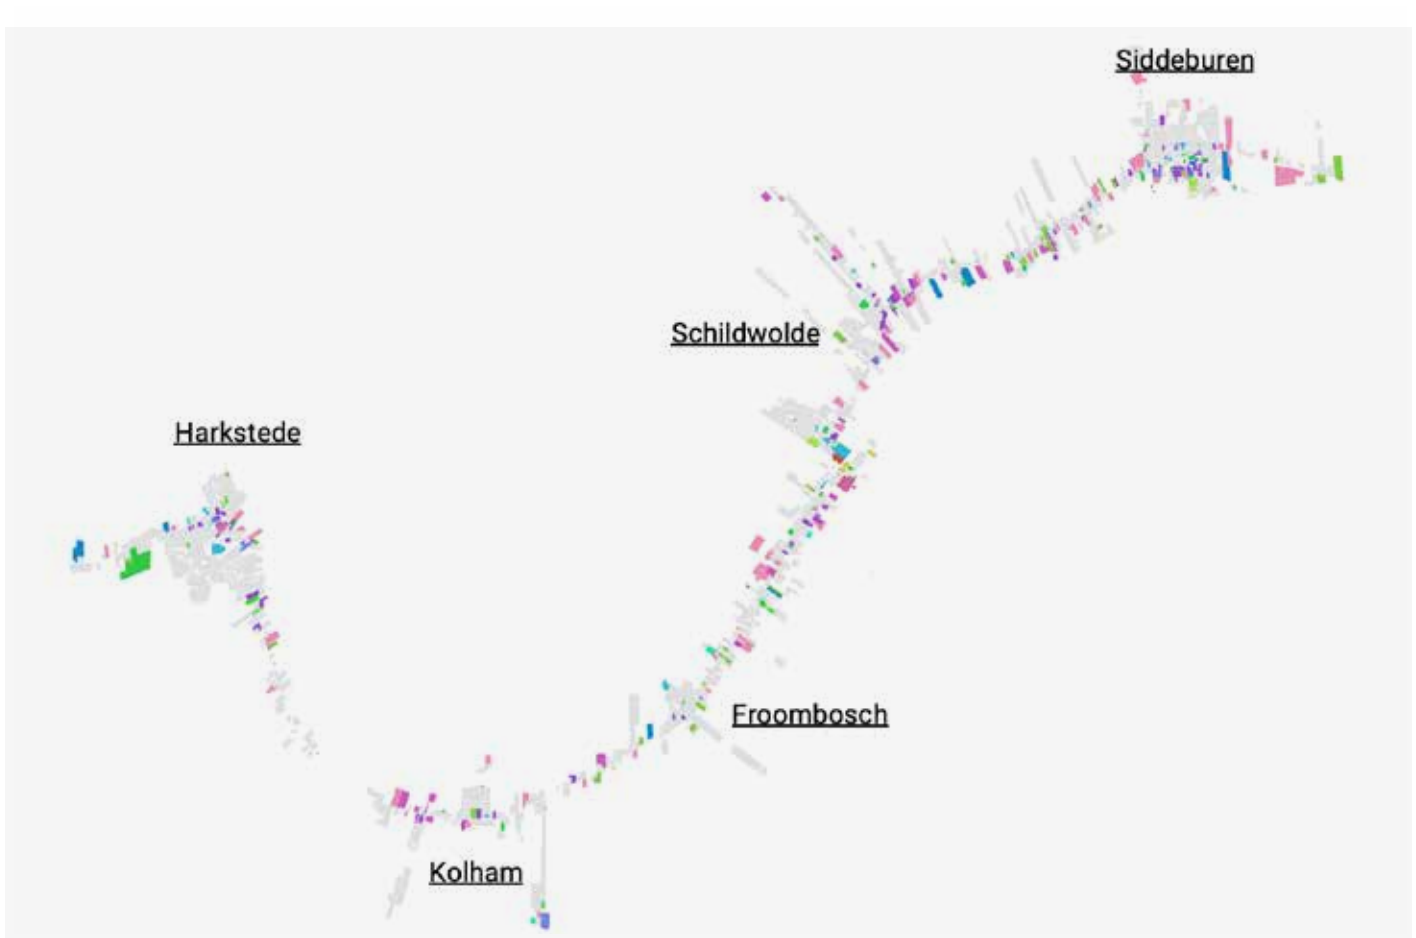 Siddeburen
Schildwolde
Harkstede
Froombosch
Kolham